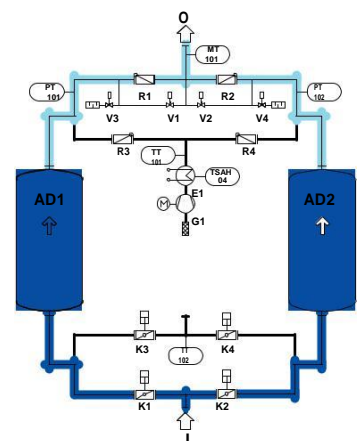 O
MT
101
PT
101
R1
R2
PT
102
V3
V1
V2
V4
R3
TT
101
R4
TSAH
04
E1
M
G1
AD1
AD2
K3
K4
TT
102
K1
K2
I